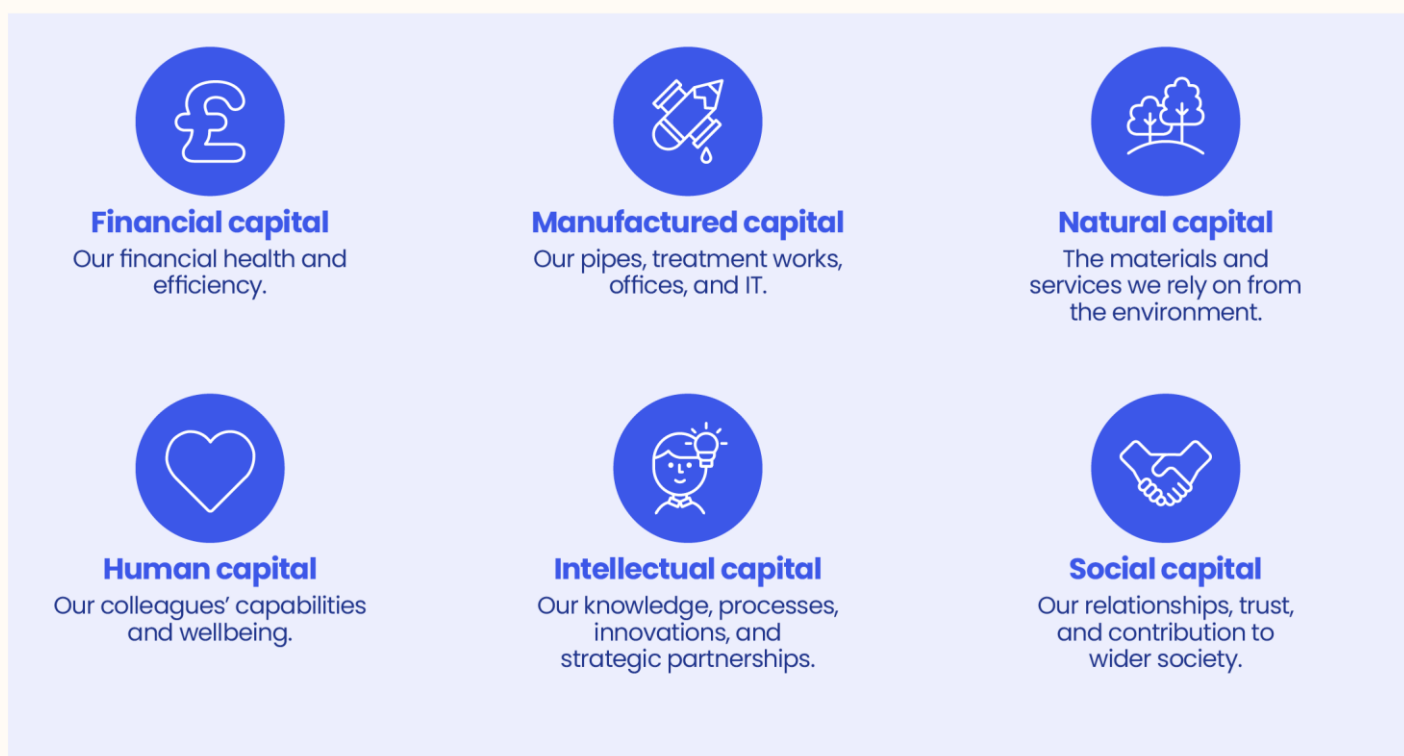 Financial capital
Our financial health and
efficiency.
Manufactured capital
Our pipes, treatment works,
offices, and IT.
Natural capital
The materials and
services we rely on from
the environment.
Human capital
Our colleagues’ capabilities
and wellbeing.
Intellectual capital
Our knowledge, processes,
innovations, and
strategic partnerships.
Social capital
Our relationships, trust,
and contribution to
wider society.